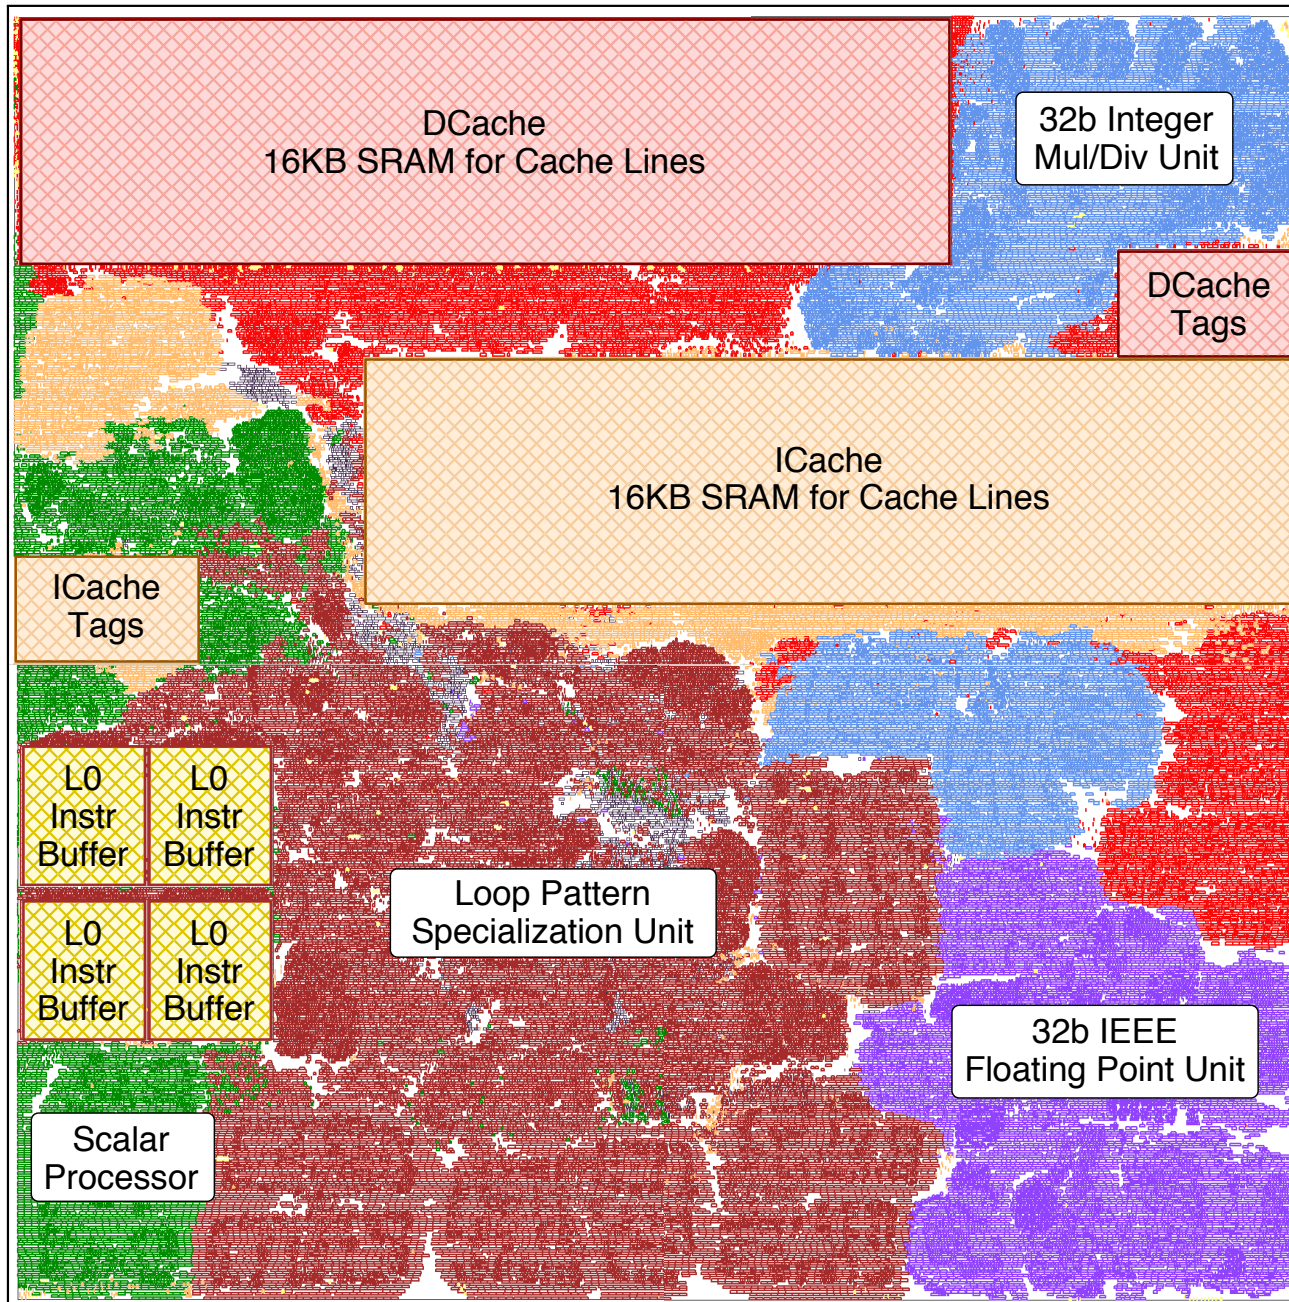 DCache
16KB SRAM for Cache Lines
32b Integer
Mul/Div Unit
DCache
Tags
ICache
16KB SRAM for Cache Lines
ICache
Tags
L0
Instr
Buffer
L0
Instr
Buffer
Loop Pattern
Specialization Unit
L0
Instr
Buffer
L0
Instr
Buffer
32b IEEE
Floating Point Unit
Scalar
Processor